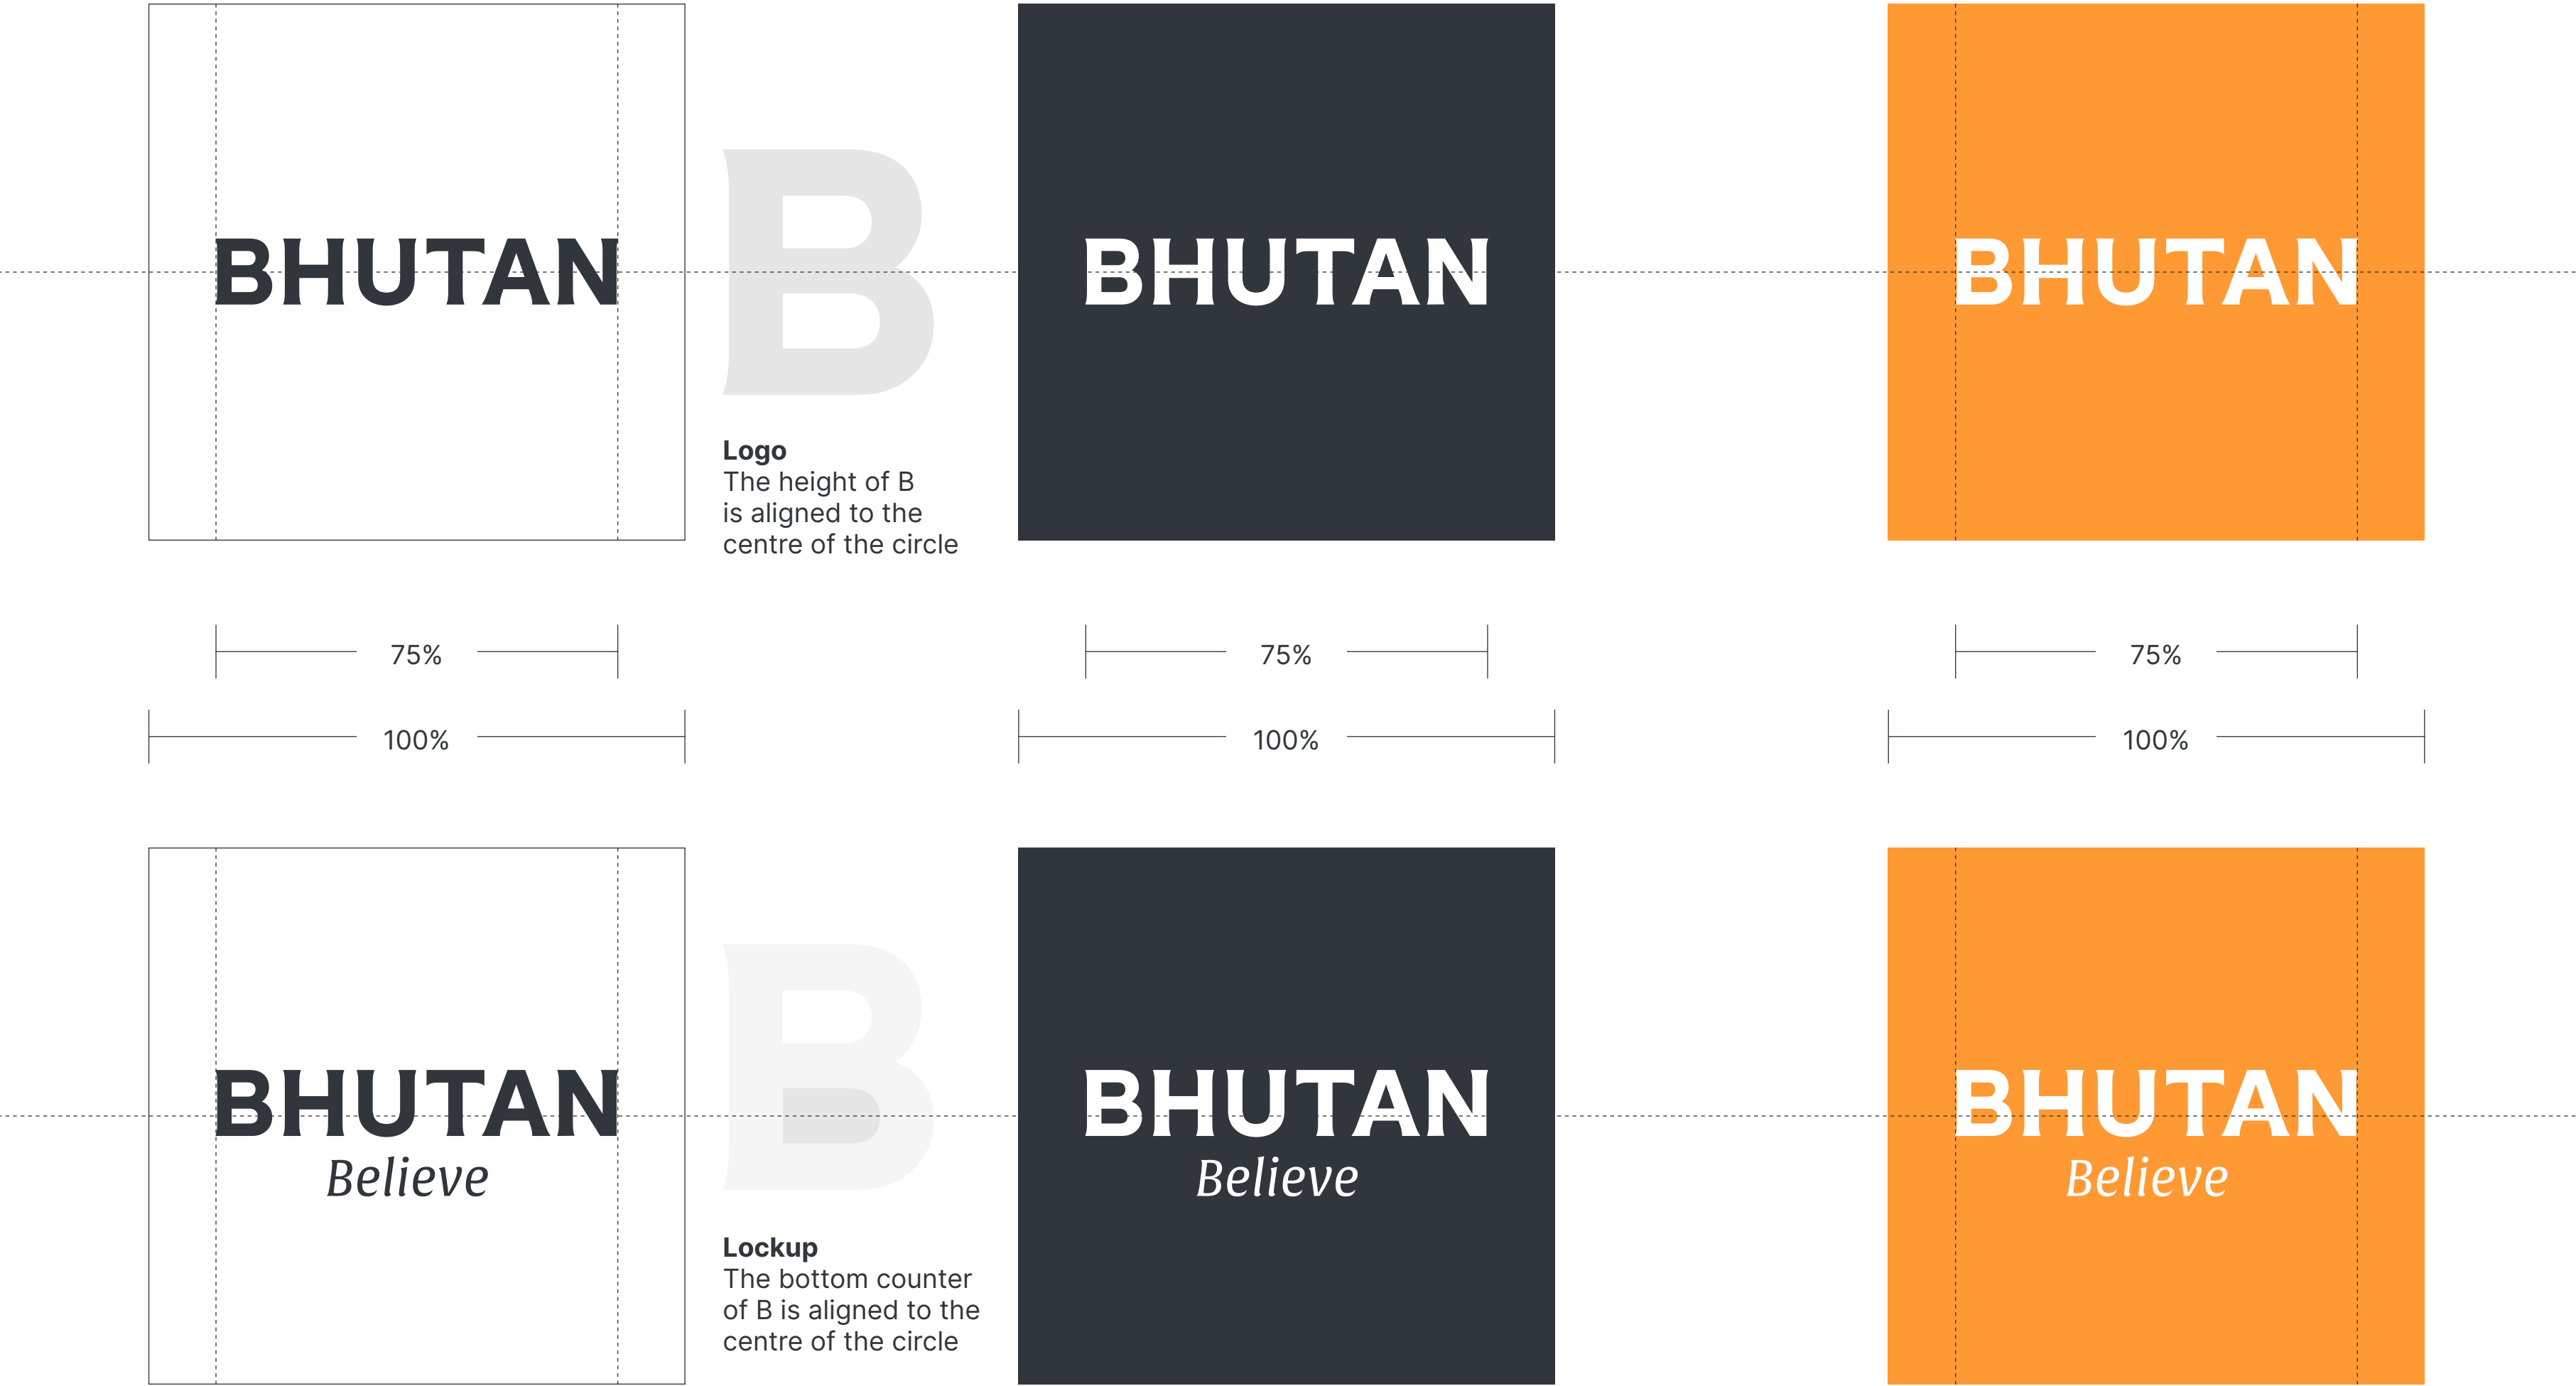 BHUTAN
B
BHUTAN
BHUTAN
Logo
The height of B
is aligned to the
centre of the circle
75%
75%
75%
100%
100%
100%
BHUTAN
Believe
B
BHUTAN
Believe
BHUTAN
Believe
Lockup
The bottom counter
of B is aligned to the
centre of the circle